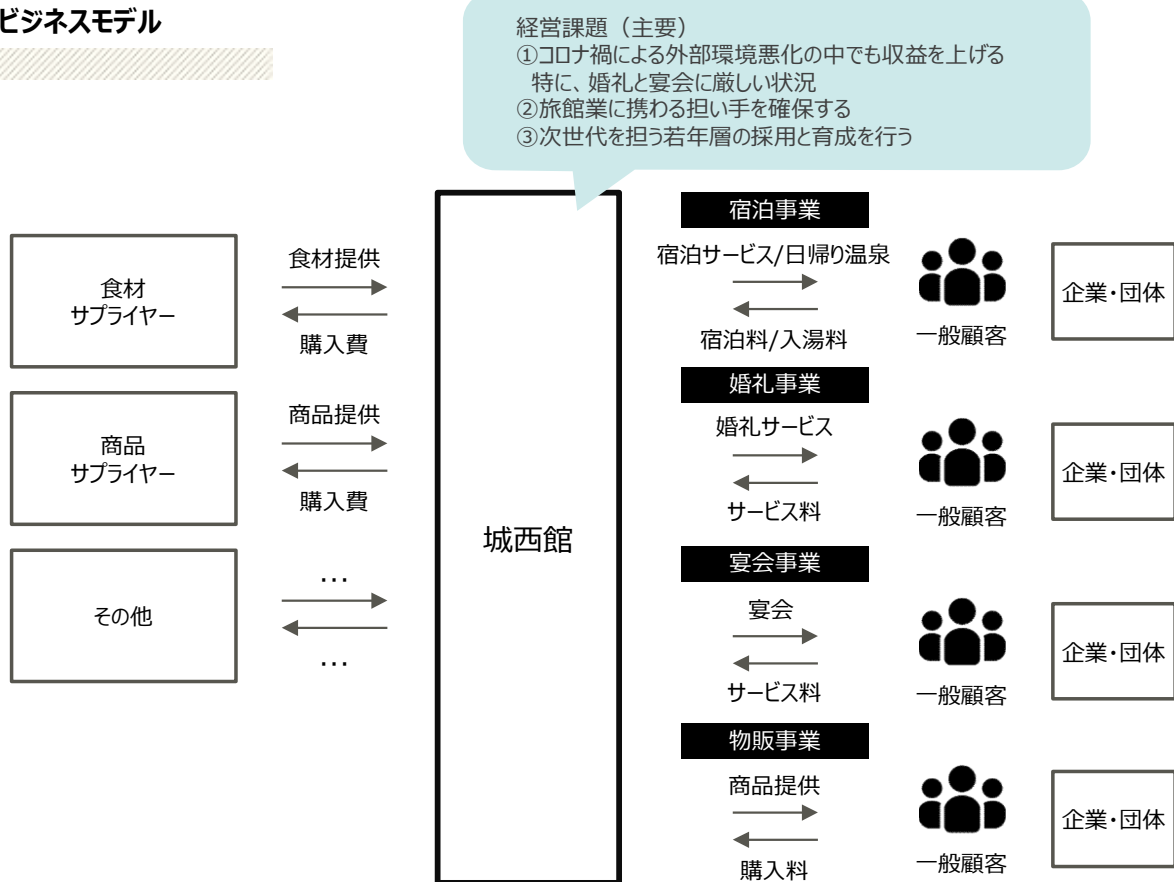 ビジネスモデル
経営課題（主要）
①コロナ禍による外部環境悪化の中でも収益を上げる
特に、婚礼と宴会に厳しい状況
②旅館業に携わる担い手を確保する
③次世代を担う若年層の採用と育成を行う
食材
サプライヤー
食材提供
購入費
商品
サプライヤー
商品提供
購入費
その他
…
…
城西館
宿泊事業
宿泊サービス/日帰り温泉
宿泊料/入湯料
一般顧客
企業・団体
婚礼事業
婚礼サービス
サービス料
一般顧客
企業・団体
宴会事業
宴会
サービス料
一般顧客
企業・団体
物販事業
商品提供
購入料
一般顧客
企業・団体